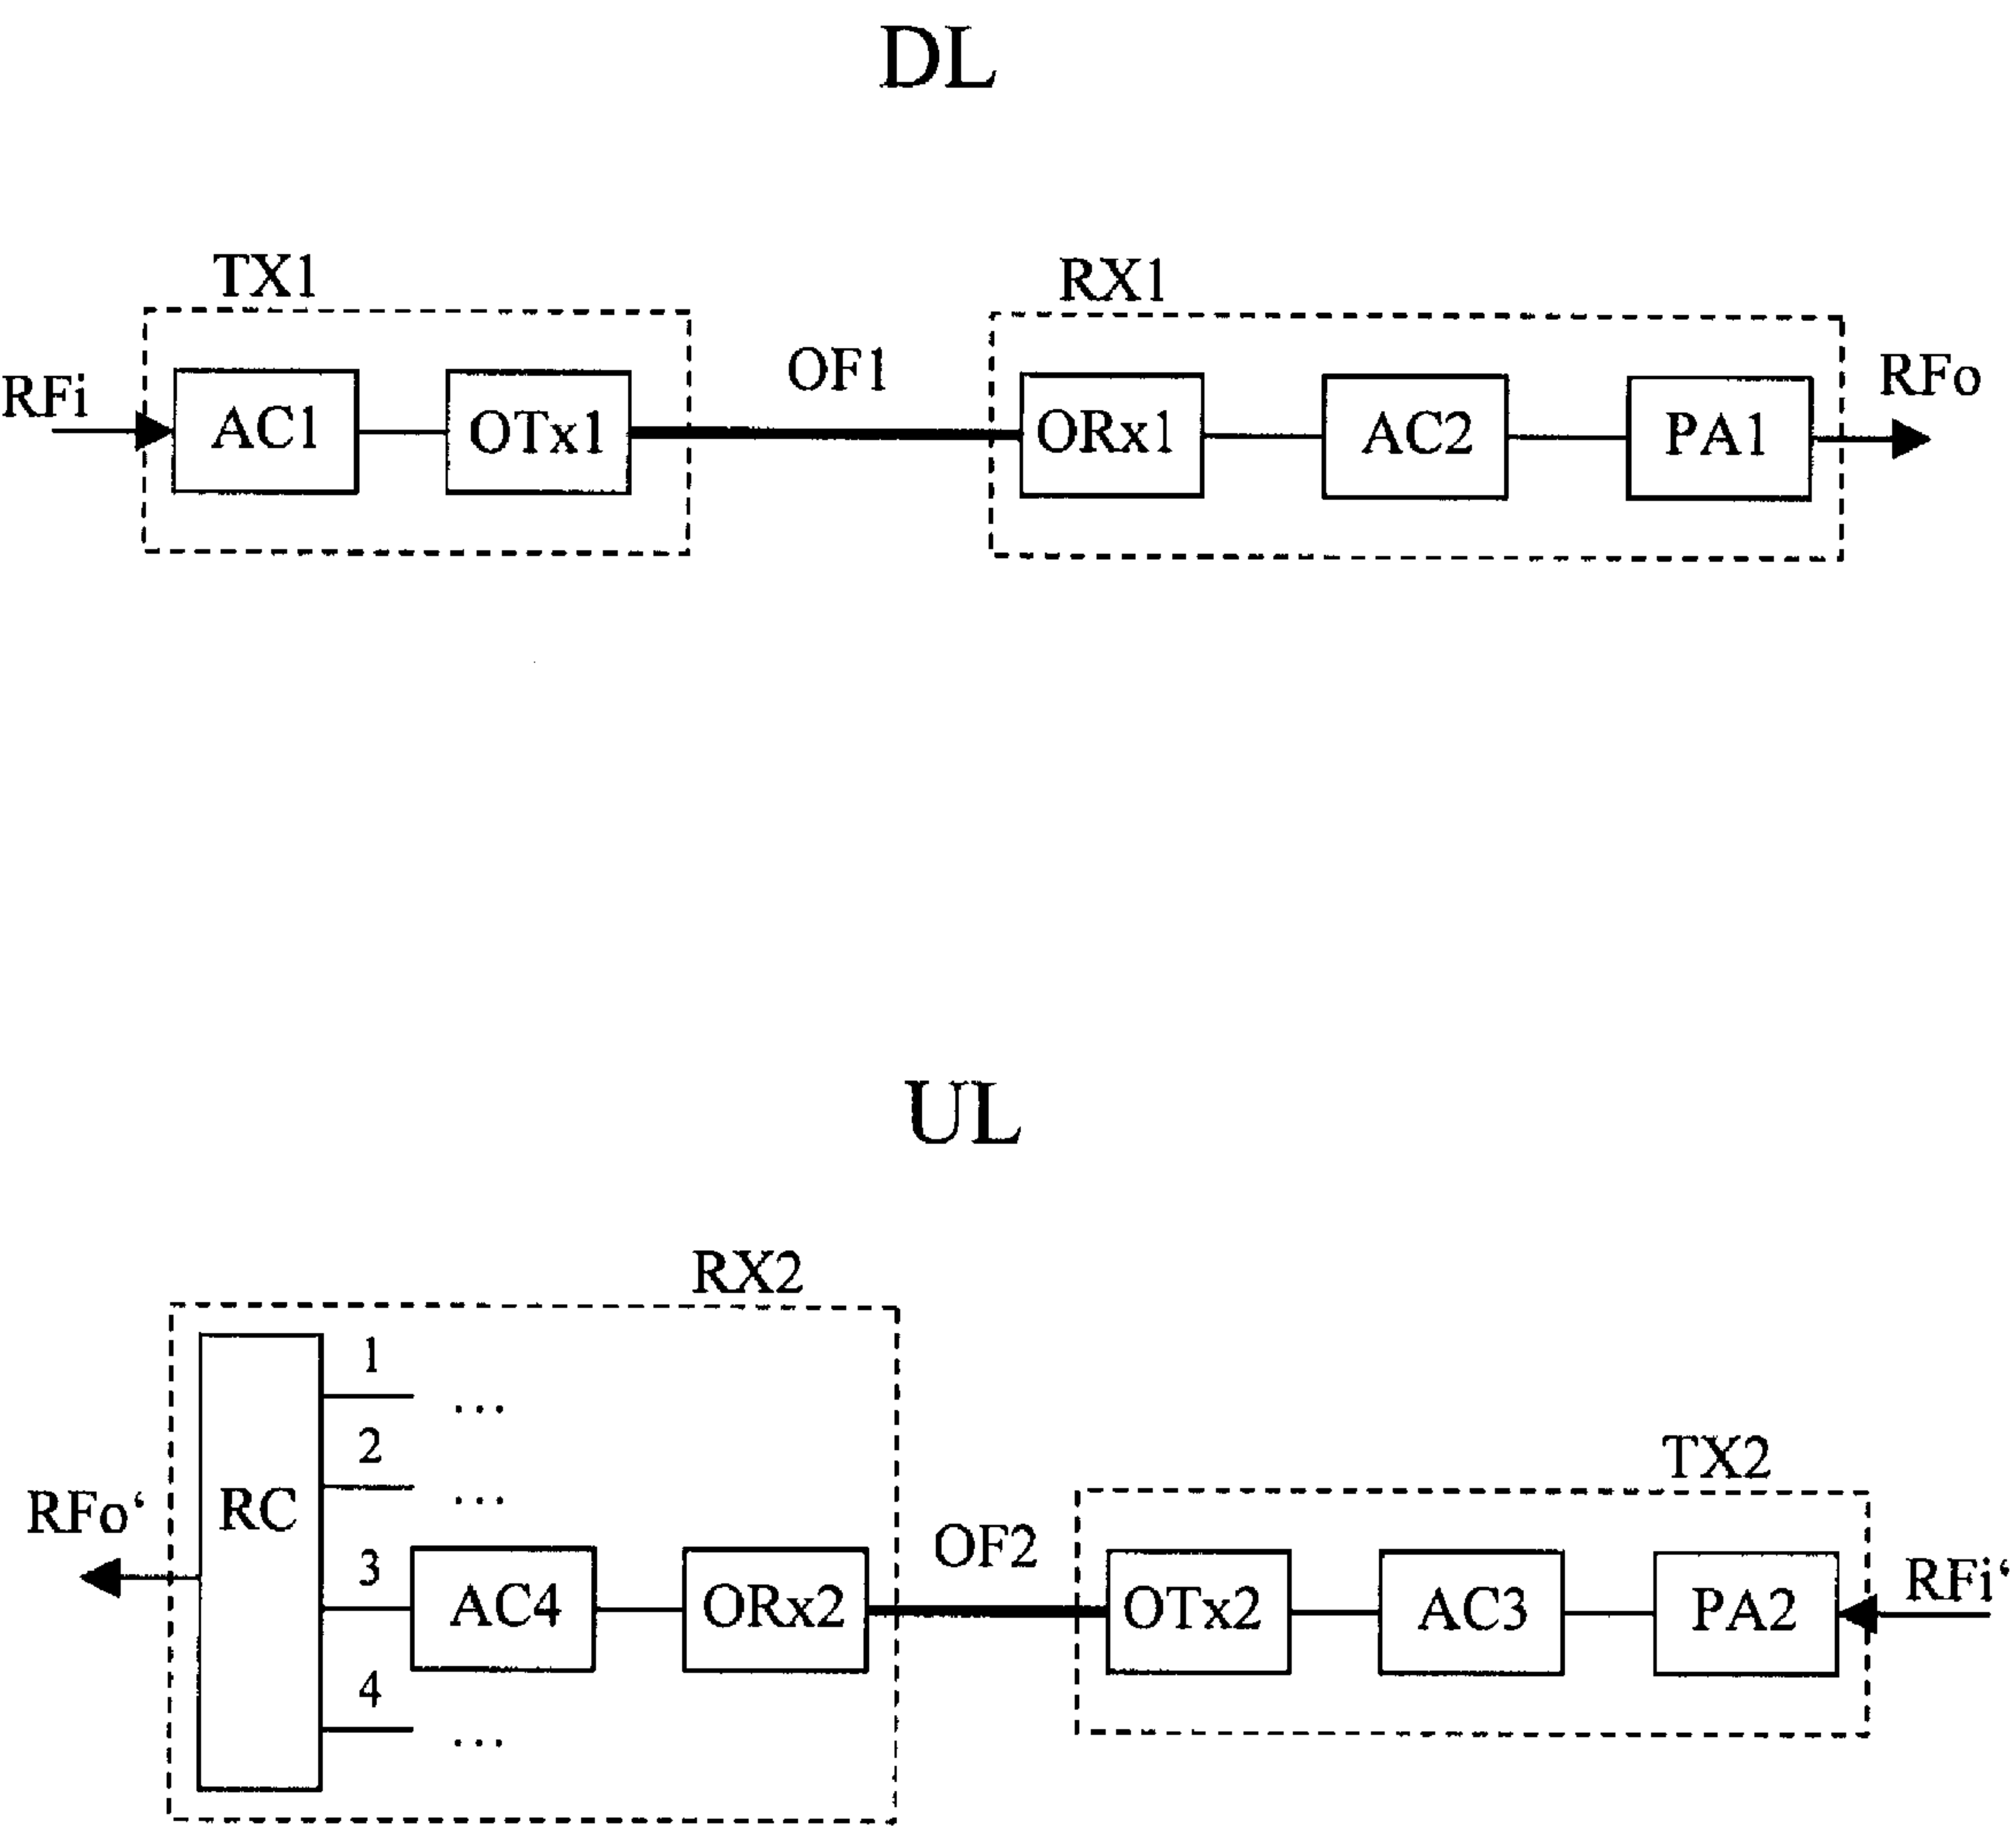 DL
TX1
RX1
RFi
AC1
OTx1
OF1
ORx1
AC2
PA1
RFo
UL
RX2
1
...
2
...
TX2
RFo‘
RC
3
AC4
ORx2
OF2
OTx2
AC3
PA2
RFi‘
4
...